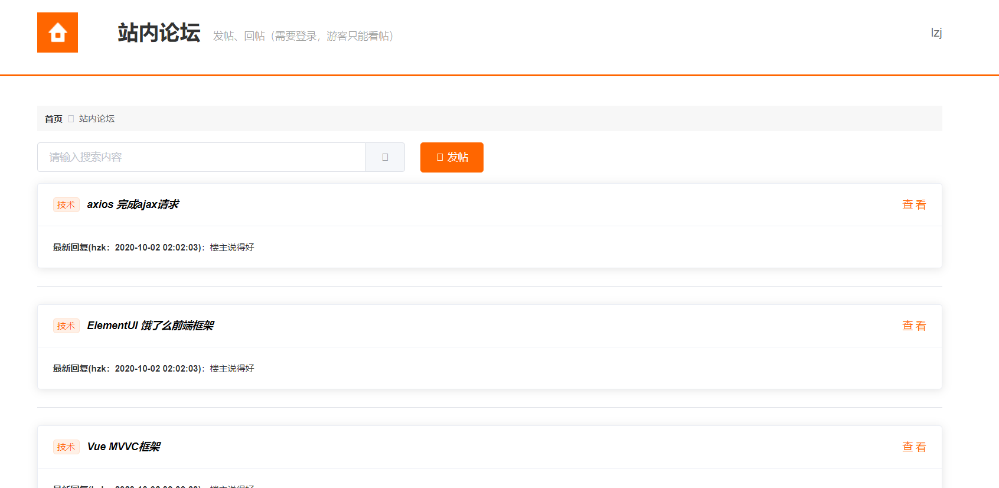 站内论坛 发帖、回帖（需要登录，游客只能看帖） lzj
首页 站内论坛
请输入搜索内容 发帖
技术 axios 完成ajax请求 查 看
最新回复(hzk：2020-10-02 02:02:03)：楼主说得好
技术 ElementUI 饿了么前端框架 查 看
最新回复(hzk：2020-10-02 02:02:03)：楼主说得好
技术 Vue MVVC框架 查 看